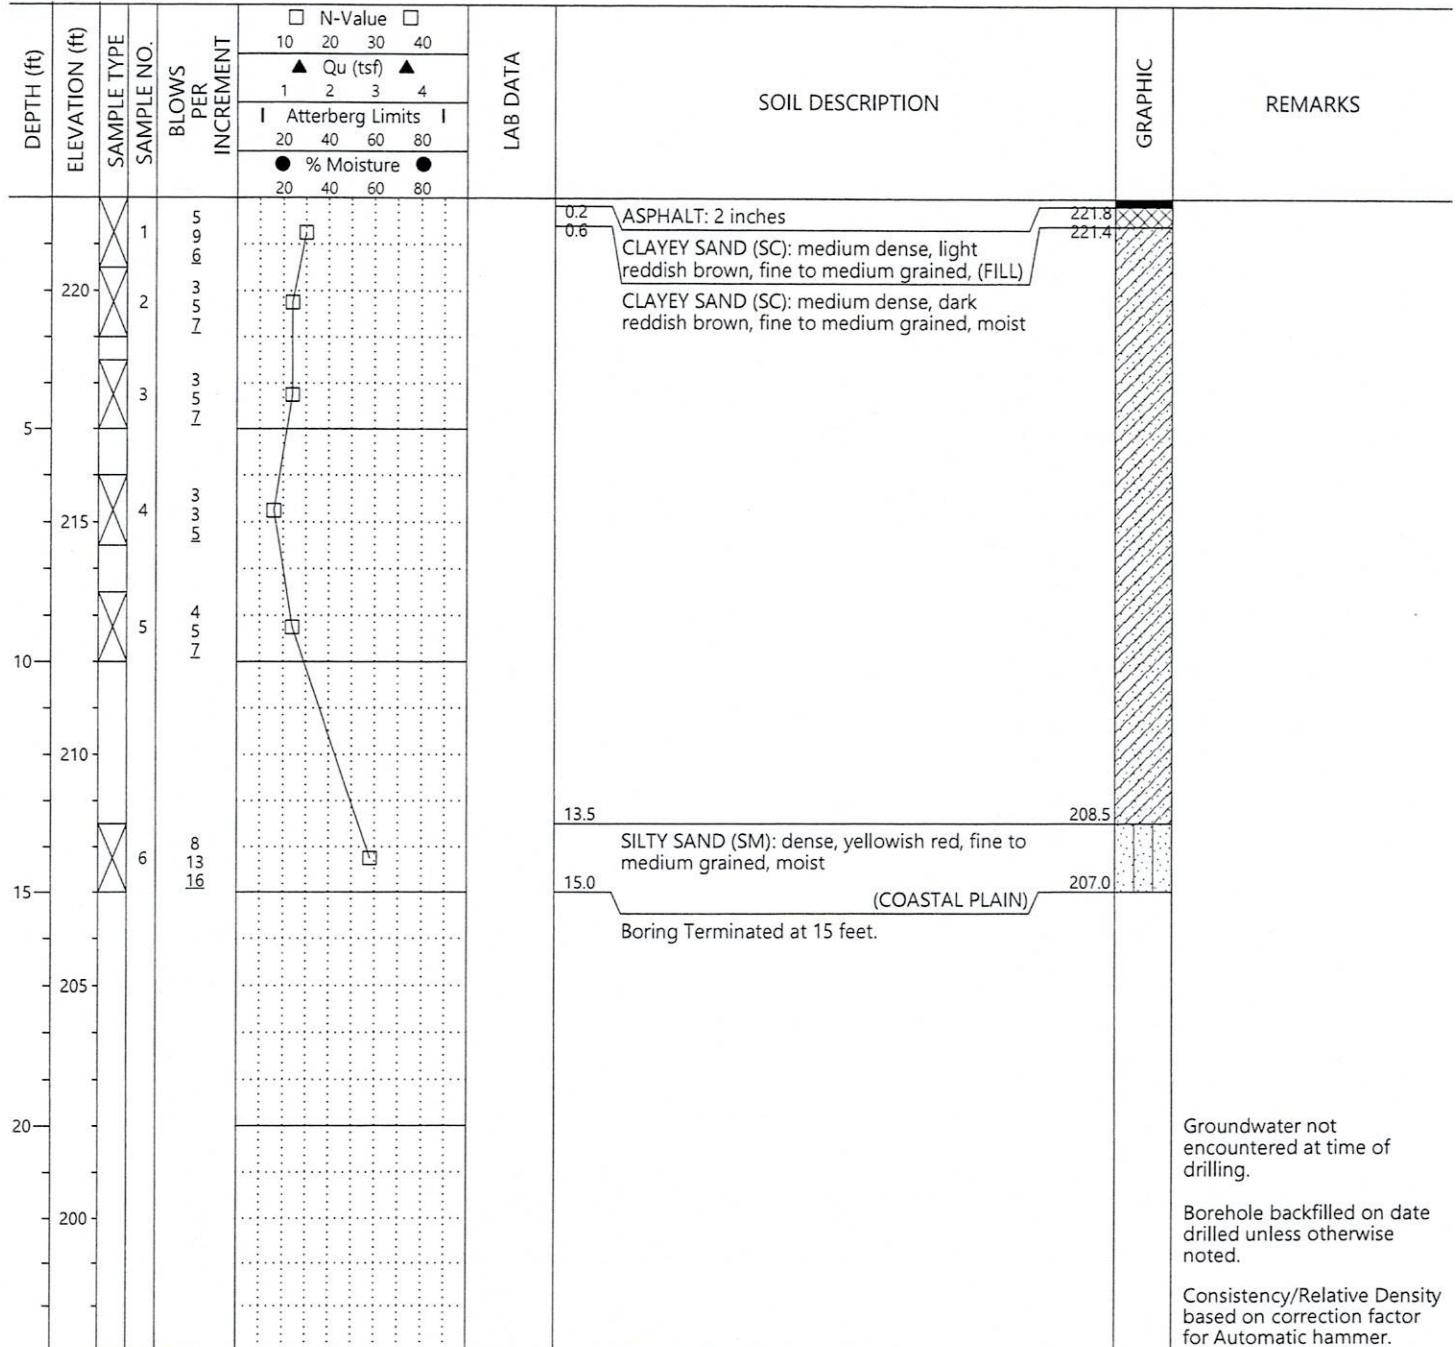 DEPTH (ft)
ELEVATION (ft)
SAMPLE TYPE
SAMPLE NO.
BLOWS
PER
INCREMENT
N-Value
10 20 30 40
Qu (tsf)
1 2 3 4
Atterberg Limits
20 40 60 80
% Moisture
20 40 60 80
LAB DATA
SOIL DESCRIPTION
GRAPHIC
REMARKS
1
5
9
6
0.2
ASPHALT: 2 inches
221.8
0.6
221.4
CLAYEY SAND (SC): medium dense, light
reddish brown, fine to medium grained, (FILL)
220
2
3
5
7
CLAYEY SAND (SC): medium dense, dark
reddish brown, fine to medium grained, moist
3
3
5
7
5
4
3
3
5
215
5
4
5
7
10
210
13.5
208.5
6
8
13
16
SILTY SAND (SM): dense, yellowish red, fine to
medium grained, moist
15
15.0
207.0
(COASTAL PLAIN)
Boring Terminated at 15 feet.
205
20
200
Groundwater not
encountered at time of
drilling.
Borehole backfilled on date
drilled unless otherwise
noted.
Consistency/Relative Density
based on correction factor
for Automatic hammer.